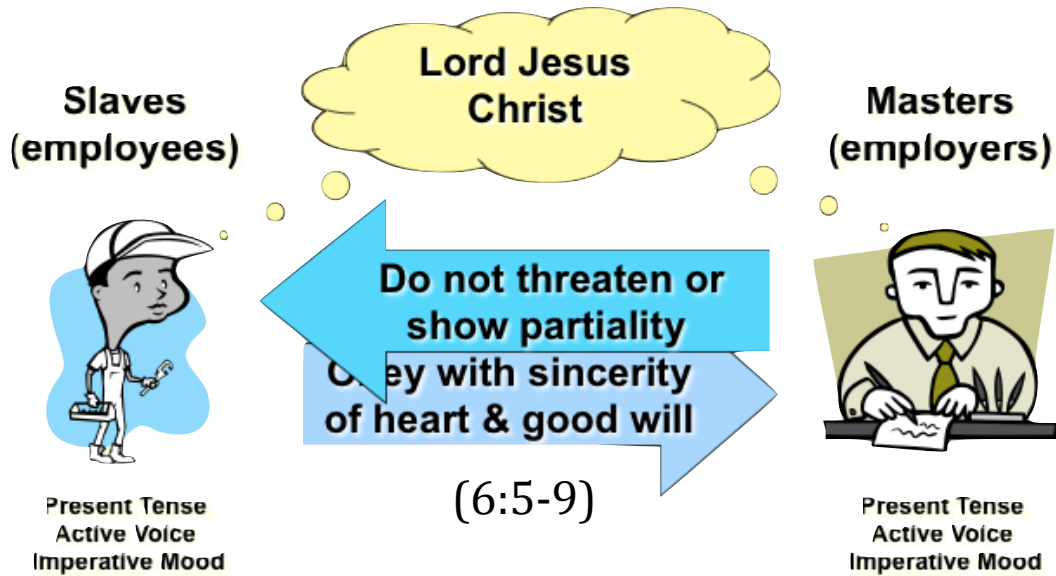 Lord Jesus
Christ
Slaves
(employees)
Masters
(employers)
Do not threaten or
show partiality
Obey with sincerity
of heart & good will
(6:5-9)
Present Tense
Active Voice
Imperative Mood
Present Tense
Active Voice
Imperative Mood